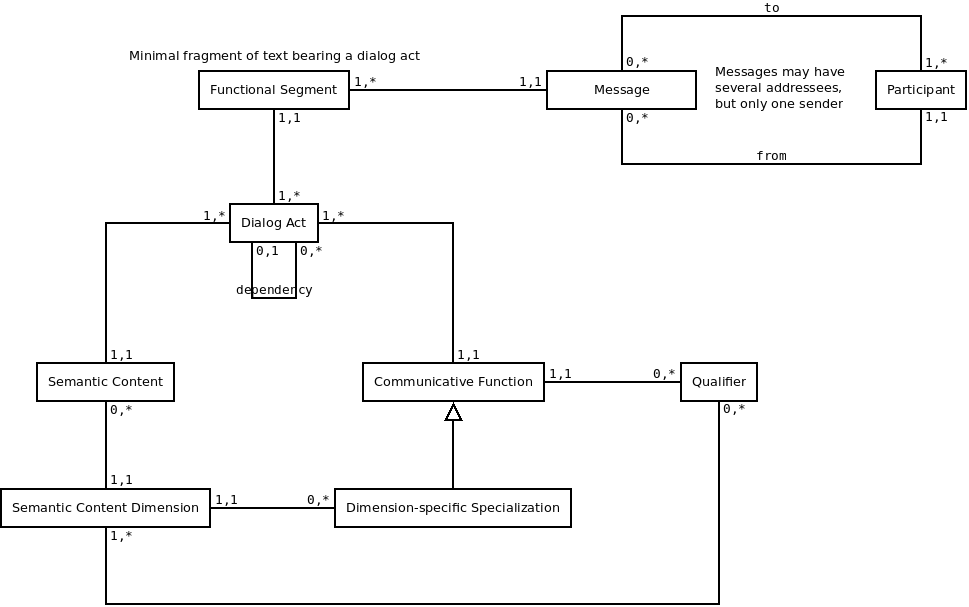 to
Minimal fragment of text bearing a dialog act
0,*
1,*
Functional Segment
1,*
1,1
Message
Messages may have
several addressees,
but only one sender
Participant
1,1
0,*
1,1
from
1,*
1,*
Dialog Act
1,*
0,1
0,*
dependency
1,1
1,1
Semantic Content
Communicative Function
1,1
0,*
Qualifier
0,*
0,*
1,1
Semantic Content Dimension
1,1
0,*
Dimension-specific Specialization
1,*